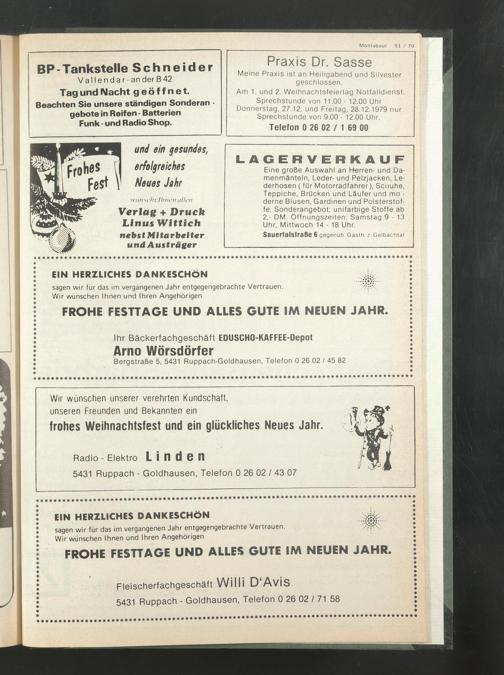 Montabaur 51 / 79
BP - Tankstelle Schneider
Vallendar - an der B 42
Tag und Nacht geöffnet.
Beachten Sie unsere ständigen Sonderan -
gebote in Reifen - Batterien
Funk - und Radio Shop.
Praxis Dr. Sasse
Meine Praxis ist an Heiligabend und Silvester
geschlossen.
Am 1. und 2. Weihnachtsfeiertag Notfalldienst.
Sprechstunde von 11.00 - 12.00 Uhr
Donnerstag, 27.12. und Freitag, 28.12.1979 nur
Sprechstunde von 9.00 - 12.00 Uhr.
Telefon 0 26 02 / 1 69 00
Frohes
Fest
und ein gesundes,
erfolgreiches
Neues Jahr
wünscht Ihnen allen
Verlag + Druck
Linus Wittich
nebst Mitarbeiter
und Austräger
LAGERVERKAUF
Eine große Auswahl an Herren- und Da-
menmänteln, Leder- und Pelzjacken, Le-
derhosen ( für Motorradfahrer ), Schuhe,
Teppiche, Brücken und Läufer und mo -
derne Blusen, Gardinen und Polsterstof-
fe. Sonderangebot: unifarbige Stoffe ab
2,- DM. Öffnungszeiten: Samstag 9 - 13
Uhr, Mittwoch 14 - 18 Uhr.
Sauertalstraße 6 gegenüb. Gasth. z. Gelbachtal
EIN HERZLICHES DANKESCHÖN
sagen wir für das im vergangenen Jahr entgegengebrachte Vertrauen.
Wir wünschen Ihnen und Ihren Angehörigen
FROHE FESTTAGE UND ALLES GUTE IM NEUEN JAHR.
Ihr Bäckerfachgeschäft EDUSCHO-KAFFEE-Depot
Arno Wörsdörfer
Bergstraße 5, 5431 Ruppach-Goldhausen, Telefon 0 26 02 / 45 82
Wir wünschen unserer verehrten Kundschaft,
unseren Freunden und Bekannten ein
frohes Weihnachtsfest und ein glückliches Neues Jahr.
Radio - Elektro Linden
5431 Ruppach - Goldhausen, Telefon 0 26 02 / 43 07
EIN HERZLICHES DANKESCHÖN
sagen wir für das im vergangenen Jahr entgegengebrachte Vertrauen.
Wir wünschen Ihnen und Ihren Angehörigen
FROHE FESTTAGE UND ALLES GUTE IM NEUEN JAHR.
Fleischerfachgeschäft Willi D'Avis
5431 Ruppach - Goldhausen, Telefon 0 26 02 / 71 58